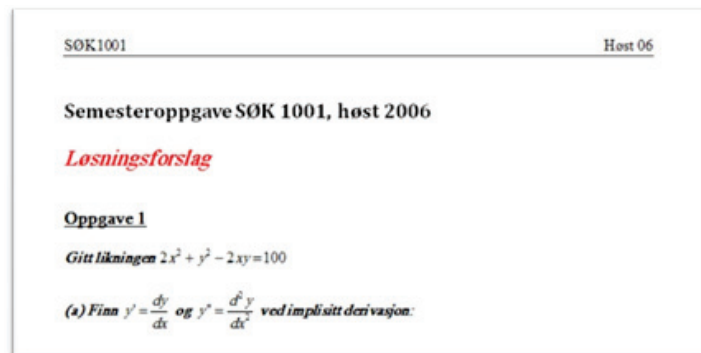 SØK1001 Høst 06
Semesteroppgave SØK 1001, høst 2006
Løsningsforslag
Oppgave 1
Gitt likningen 2x² + y² − 2xy=100
(a) Finn y' = dy/dx og y'' = d²y/dx² ved implisitt derivasjon: